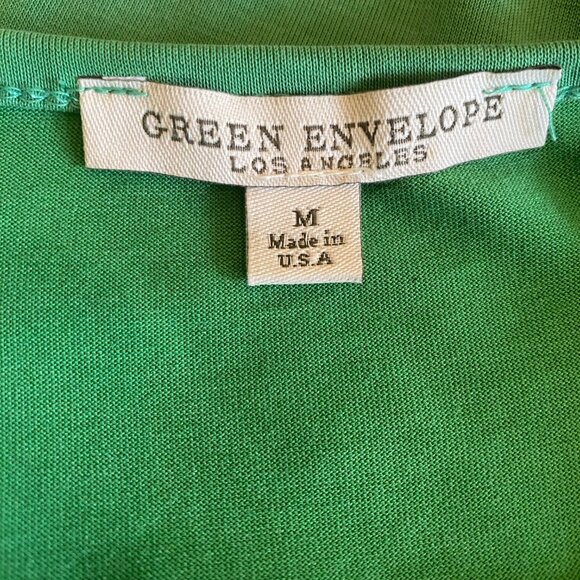 GREEN ENVELOPE
LOS ANGELES
M
Made in
U.S.A